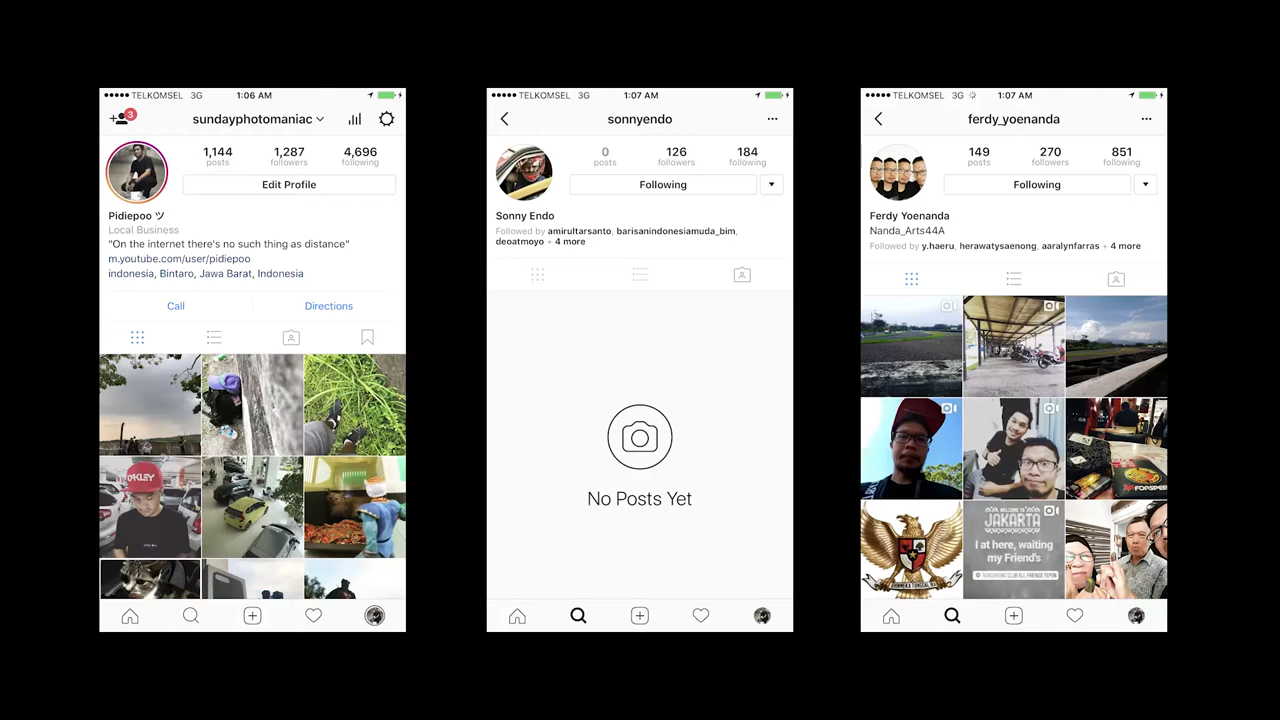 TELKOMSEL 3G 1:06 AM
3
sundayphotomaniac
1,144 1,287 4,696
posts followers following
Edit Profile
Pidiepoo ツ
Local Business
"On the internet there's no such thing as distance"
m.youtube.com/user/pidiepoo
indonesia, Bintaro, Jawa Barat, Indonesia
Call Directions
OAKLEY
TELKOMSEL 3G 1:07 AM
sonnyendo
0 126 184
posts followers following
Following
Sonny Endo
Followed by amirultarsanto, barisanindonesiamuda_bim,
deoatmoyo + 4 more
No Posts Yet
TELKOMSEL 3G 1:07 AM
ferdy_yoenanda
149 270 851
posts followers following
Following
Ferdy Yoenanda
Nanda_Arts44A
Followed by y.haeru, herawatysaenong, aaralynfarras + 4 more
WELCOME TO
JAKARTA
I at here, waiting
my Friend's